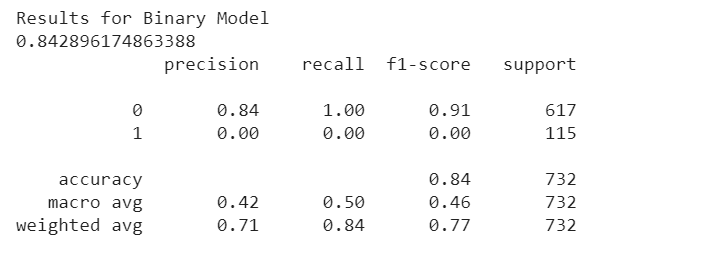 Results for Binary Model
0.842896174863388
precision recall f1-score support
0 0.84 1.00 0.91 617
1 0.00 0.00 0.00 115
accuracy 0.84 732
macro avg 0.42 0.50 0.46 732
weighted avg 0.71 0.84 0.77 732